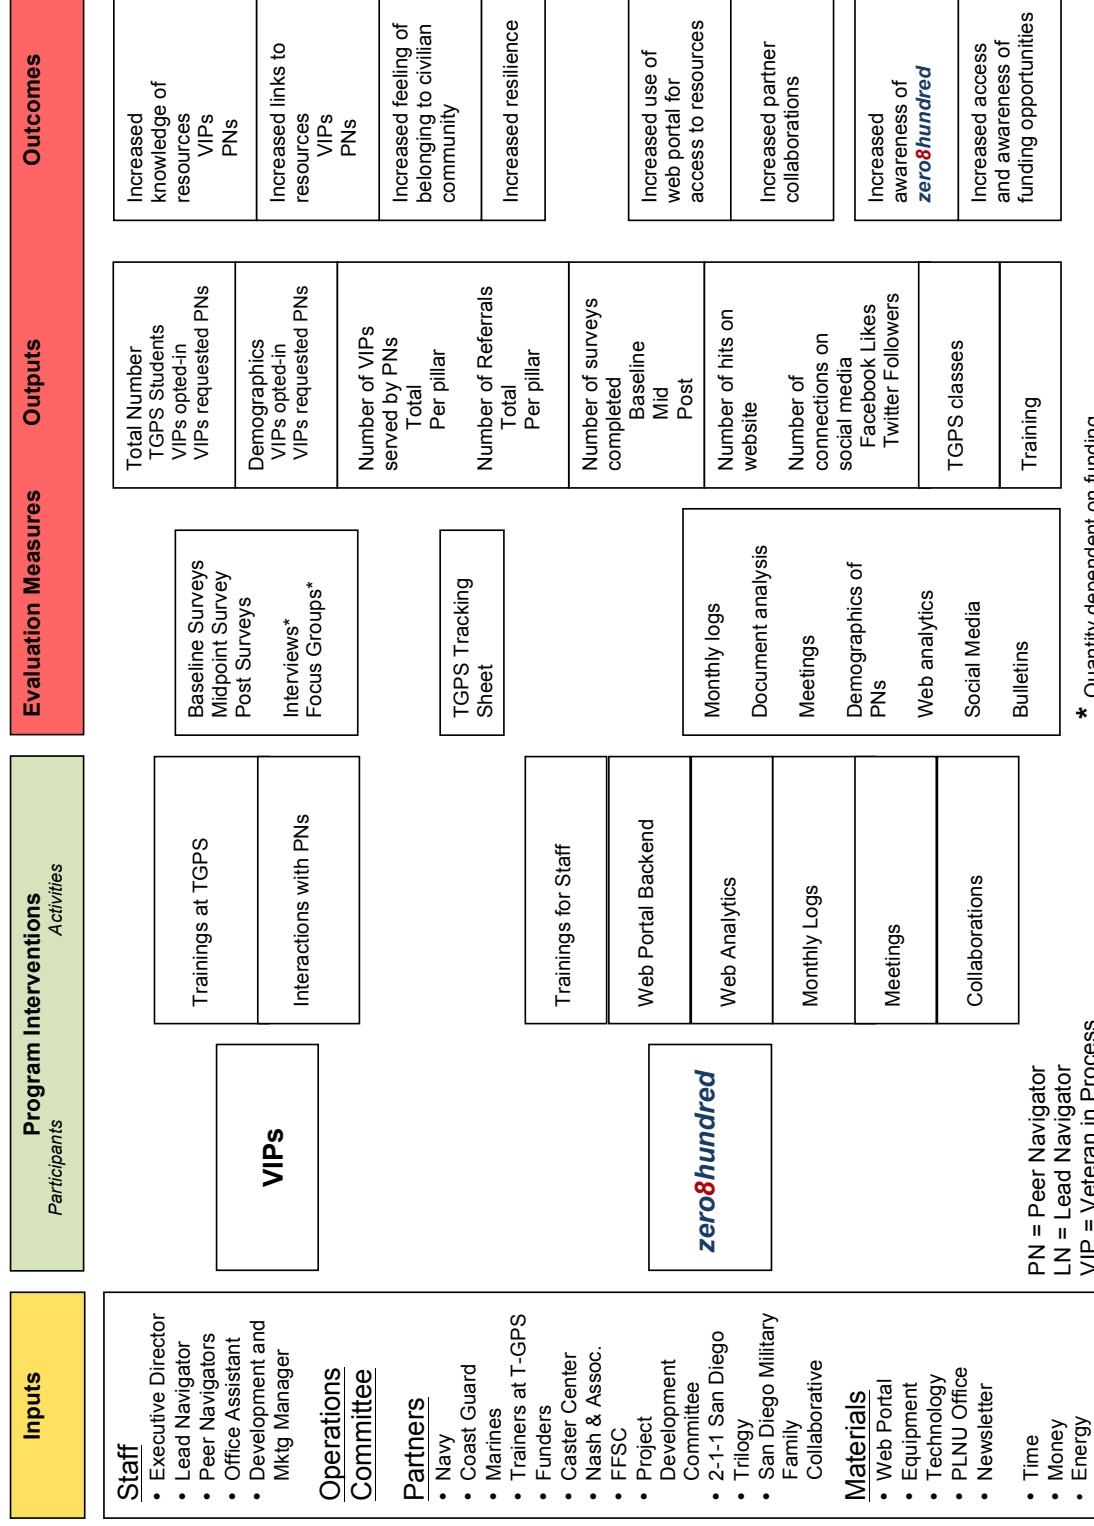 Inputs
Program Interventions
Participants
Activities
Evaluation Measures
Outputs
Outcomes
Staff
• Executive Director
• Lead Navigator
• Peer Navigators
• Office Assistant
• Development and
Mktg Manager
Operations
Committee
Partners
• Navy
• Coast Guard
• Marines
• Trainers at T-GPS
• Funders
• Caster Center
• Nash & Assoc.
• FFSC
• Project
Development
Committee
• 2-1-1 San Diego
• Trilogy
• San Diego Military
Family
Collaborative
Materials
• Web Portal
• Equipment
• Technology
• PLNU Office
• Newsletter
• Time
• Money
• Energy
VIPs
zero8hundred
PN = Peer Navigator
LN = Lead Navigator
VIP = Veteran in Process
Trainings at TGPS
Interactions with PNs
Trainings for Staff
Web Portal Backend
Web Analytics
Monthly Logs
Meetings
Collaborations
Baseline Surveys
Midpoint Survey
Post Surveys
Interviews*
Focus Groups*
TGPS Tracking
Sheet
Monthly logs
Document analysis
Meetings
Demographics of
PNs
Web analytics
Social Media
Bulletins
* Quantity dependent on funding
Total Number
TGPS Students
VIPs opted-in
VIPs requested PNs
Demographics
VIPs opted-in
VIPs requested PNs
Number of VIPs
served by PNs
Total
Per pillar
Number of Referrals
Total
Per pillar
Number of surveys
completed
Baseline
Mid
Post
Number of hits on
website
Number of
connections on
social media
Facebook Likes
Twitter Followers
TGPS classes
Training
Increased
knowledge of
resources
VIPs
PNs
Increased links to
resources
VIPs
PNs
Increased feeling of
belonging to civilian
community
Increased resilience
Increased use of
web portal for
access to resources
Increased partner
collaborations
Increased
awareness of
zero8hundred
Increased access
and awareness of
funding opportunities